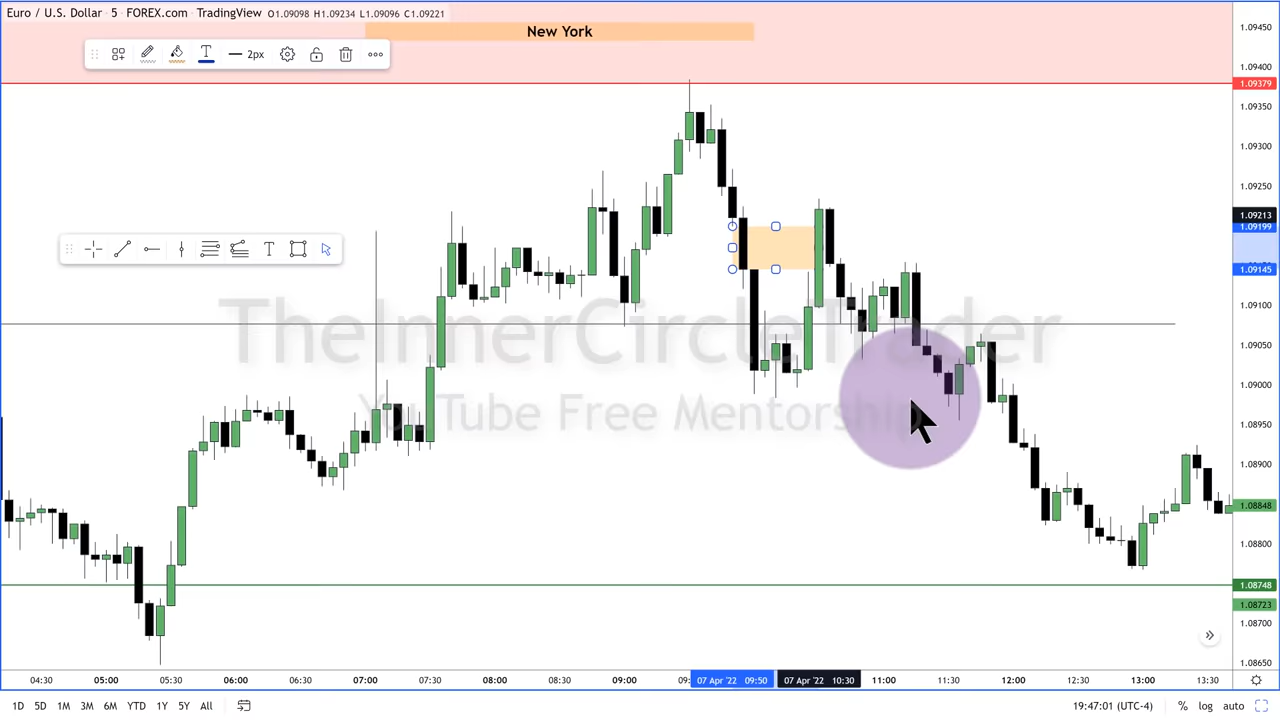 Euro / U.S. Dollar · 5 · FOREX.com · TradingView O1.09098 H1.09234 L1.09096 C1.09221
New York
2px
TheInnerCircleTrader
YouTube Free Mentorship
1.09450
1.09400
1.09379
1.09350
1.09300
1.09250
1.09213
1.09199
1.09145
1.09100
1.09050
1.09000
1.08950
1.08900
1.08848
1.08800
1.08748
1.08723
1.08700
1.08650
04:30 05:00 05:30 06:00 06:30 07:00 07:30 08:00 08:30 09:00 07 Apr '22 09:50 07 Apr '22 10:30 11:00 11:30 12:00 12:30 13:00 13:30
1D 5D 1M 3M 6M YTD 1Y 5Y All 19:47:01 (UTC-4) % log auto